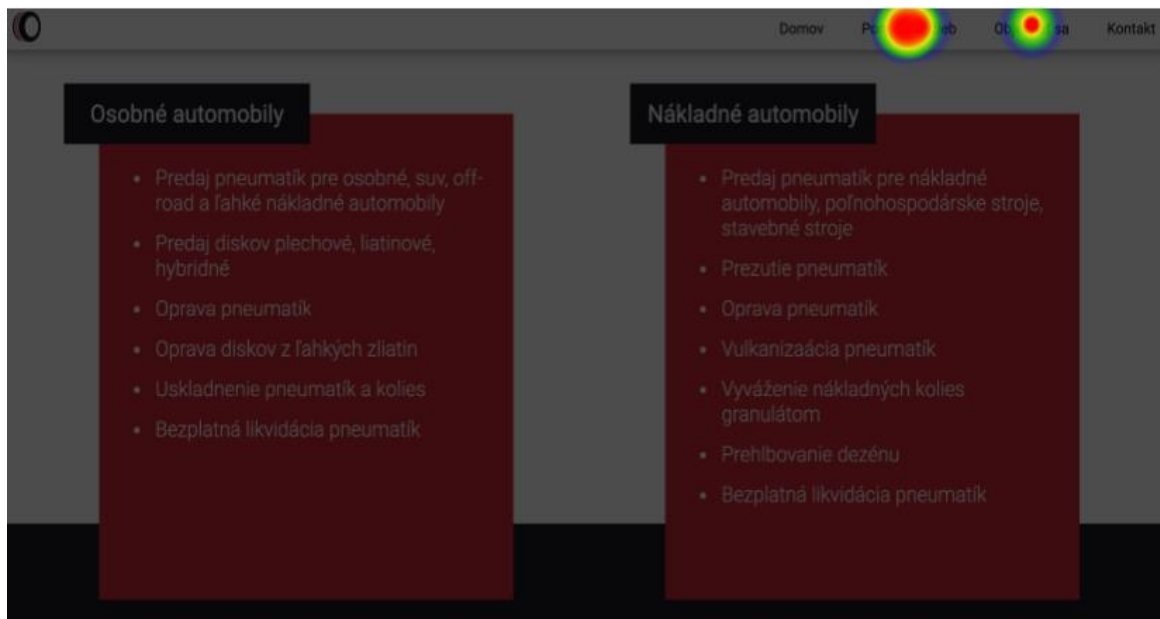 Domov
Kontakt
Osobné automobily
Predaj pneumatík pre osobné, suv, off-
road a ľahké nákladné automobily
Predaj diskov plechové, liatinové,
hybridné
Oprava pneumatík
Oprava diskov z ľahkých zliatin
Uskladnenie pneumatík a kolies
Bezplatná likvidácia pneumatík
Nákladné automobily
Predaj pneumatík pre nákladné
automobily, poľnohospodárske stroje,
stavebné stroje
Prezutie pneumatík
Oprava pneumatík
Vulkanizaácia pneumatík
Vyváženie nákladných kolies
granulátom
Prehlbovanie dezénu
Bezplatná likvidácia pneumatík